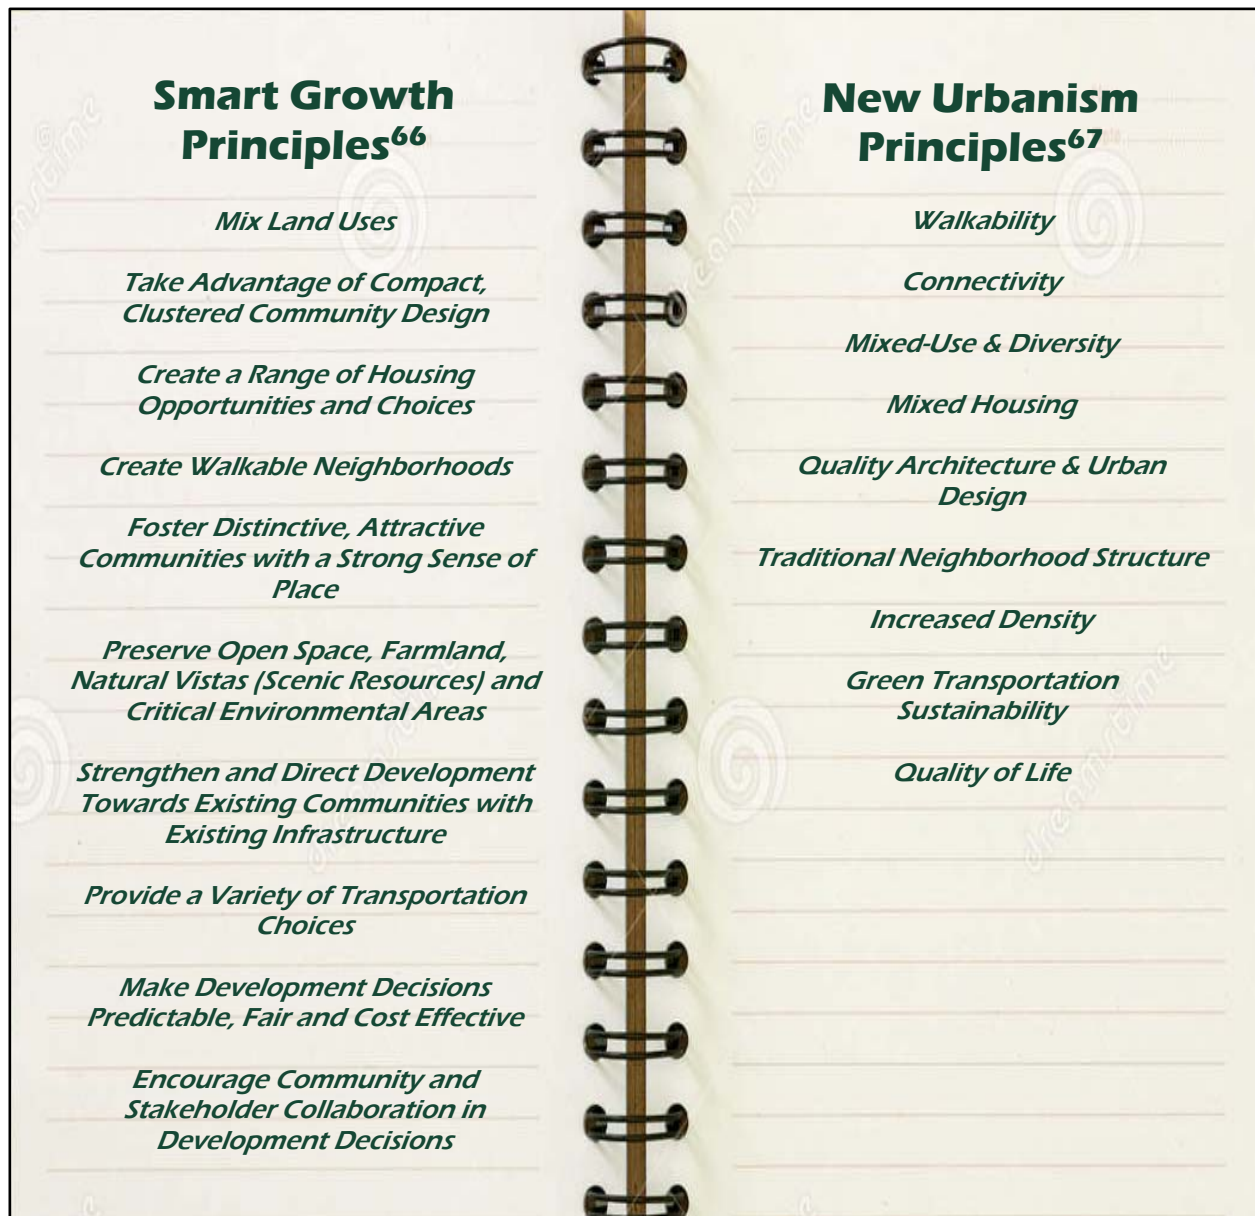 Smart Growth
Principles66
Mix Land Uses
Take Advantage of Compact,
Clustered Community Design
Create a Range of Housing
Opportunities and Choices
Create Walkable Neighborhoods
Foster Distinctive, Attractive
Communities with a Strong Sense of
Place
Preserve Open Space, Farmland,
Natural Vistas (Scenic Resources) and
Critical Environmental Areas
Strengthen and Direct Development
Towards Existing Communities with
Existing Infrastructure
Provide a Variety of Transportation
Choices
Make Development Decisions
Predictable, Fair and Cost Effective
Encourage Community and
Stakeholder Collaboration in
Development Decisions
New Urbanism
Principles67
Walkability
Connectivity
Mixed-Use & Diversity
Mixed Housing
Quality Architecture & Urban
Design
Traditional Neighborhood Structure
Increased Density
Green Transportation
Sustainability
Quality of Life
dreamstime
dreamstime
dreamstime
dreamstime